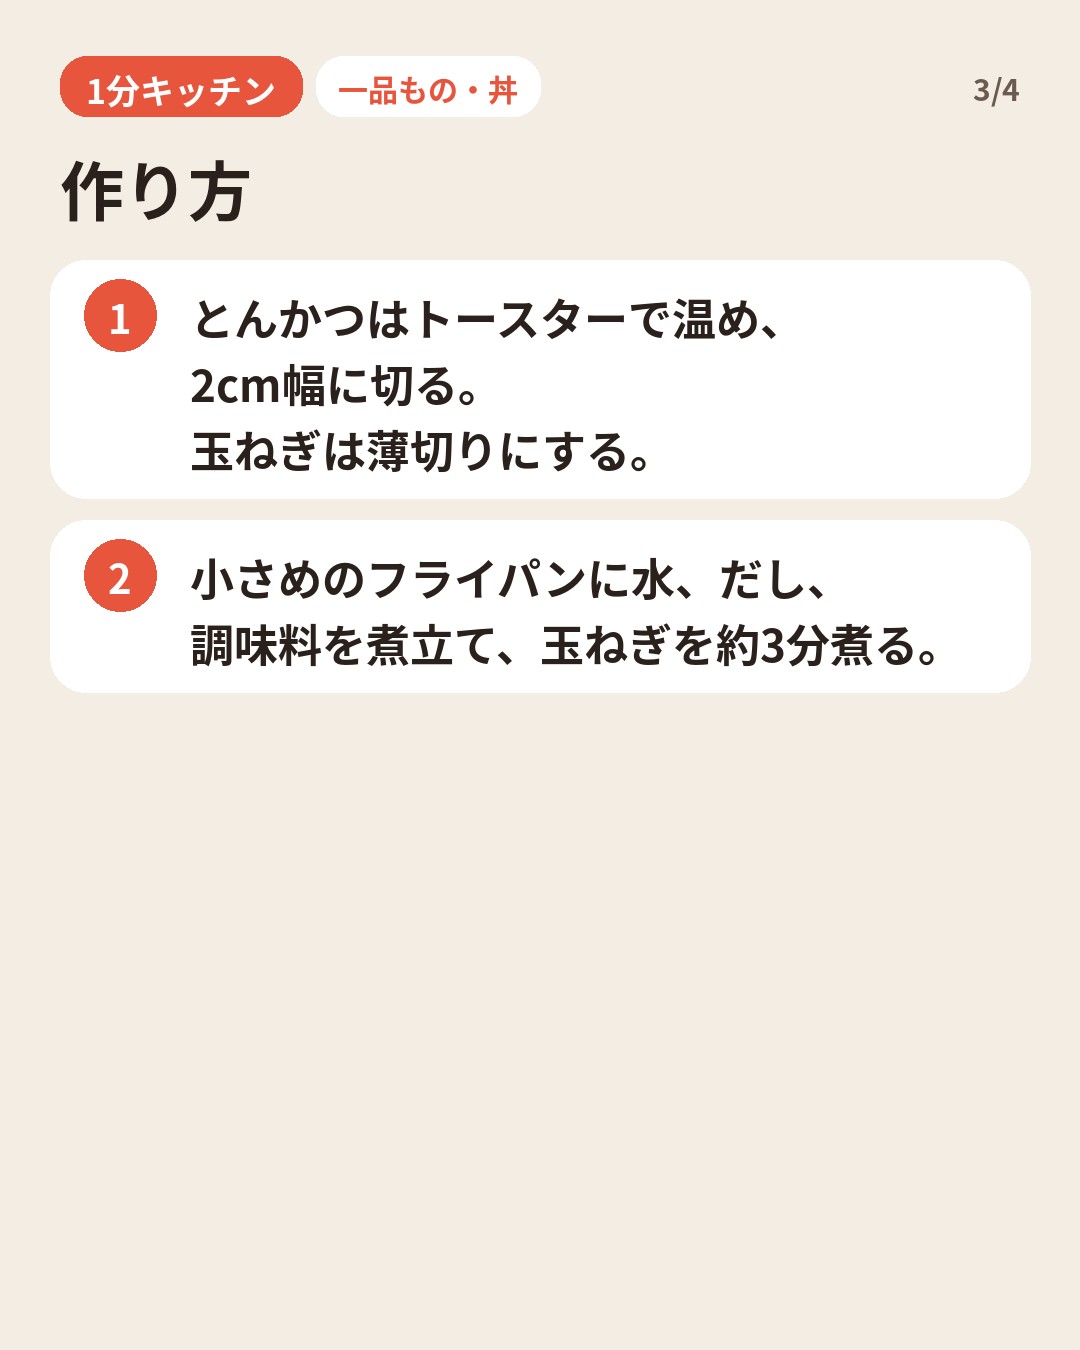 1分キッチン 一品もの・丼 3/4
作り方
1 とんかつはトースターで温め、
2cm幅に切る。
玉ねぎは薄切りにする。
2 小さめのフライパンに水、だし、
調味料を煮立て、玉ねぎを約3分煮る。